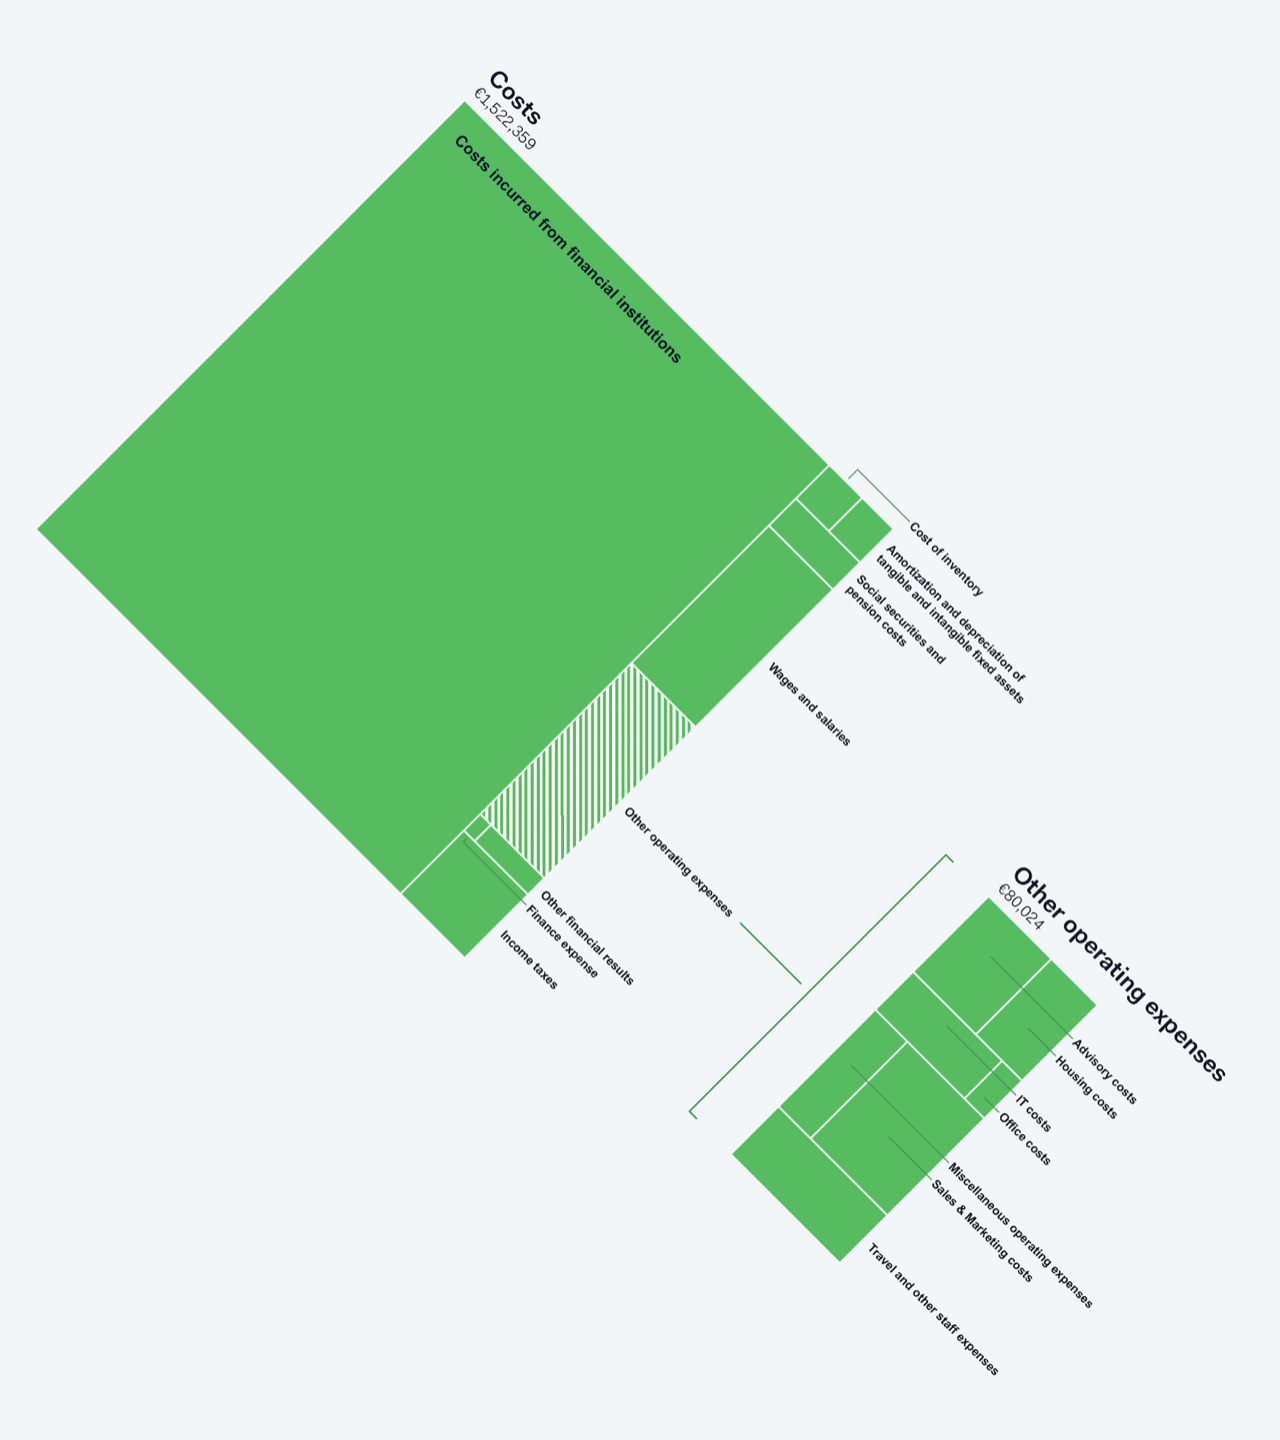 Costs
€1,522,359
Costs incurred from financial institutions
Cost of inventory
Amortization and depreciation of
tangible and intangible fixed assets
Social securities and
pension costs
Wages and salaries
Other operating expenses
Other financial results
Finance expense
Income taxes
Other operating expenses
€80,024
Advisory costs
Housing costs
IT costs
Office costs
Miscellaneous operating expenses
Sales & Marketing costs
Travel and other staff expenses